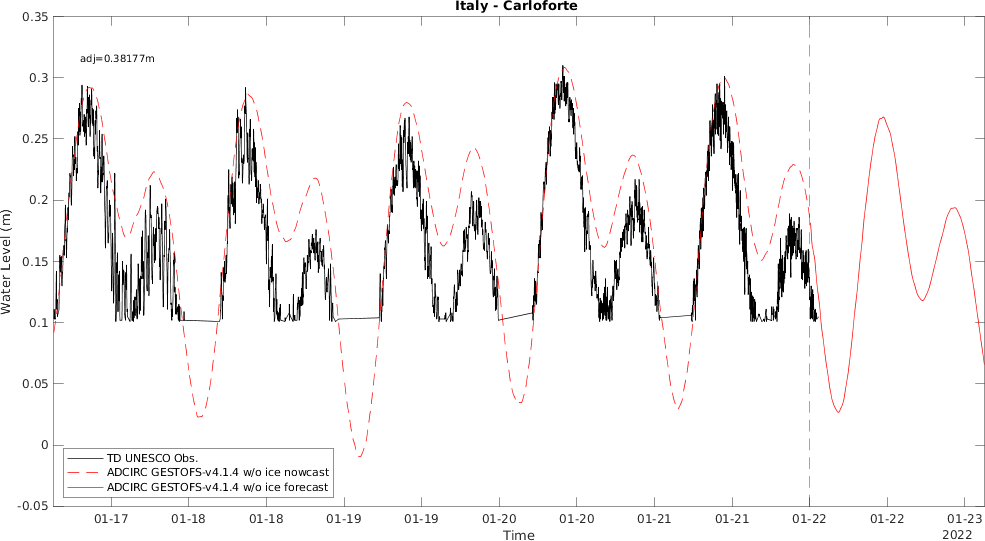 Italy - Carloforte
adj=0.38177m
Water Level (m)
0.35
0.3
0.25
0.2
0.15
0.1
0.05
0
-0.05
TD UNESCO Obs.
ADCIRC GESTOFS-v4.1.4 w/o ice nowcast
ADCIRC GESTOFS-v4.1.4 w/o ice forecast
01-17 01-18 01-18 01-19 01-19 01-20 01-20 01-21 01-21 01-22 01-22 01-23
2022
Time